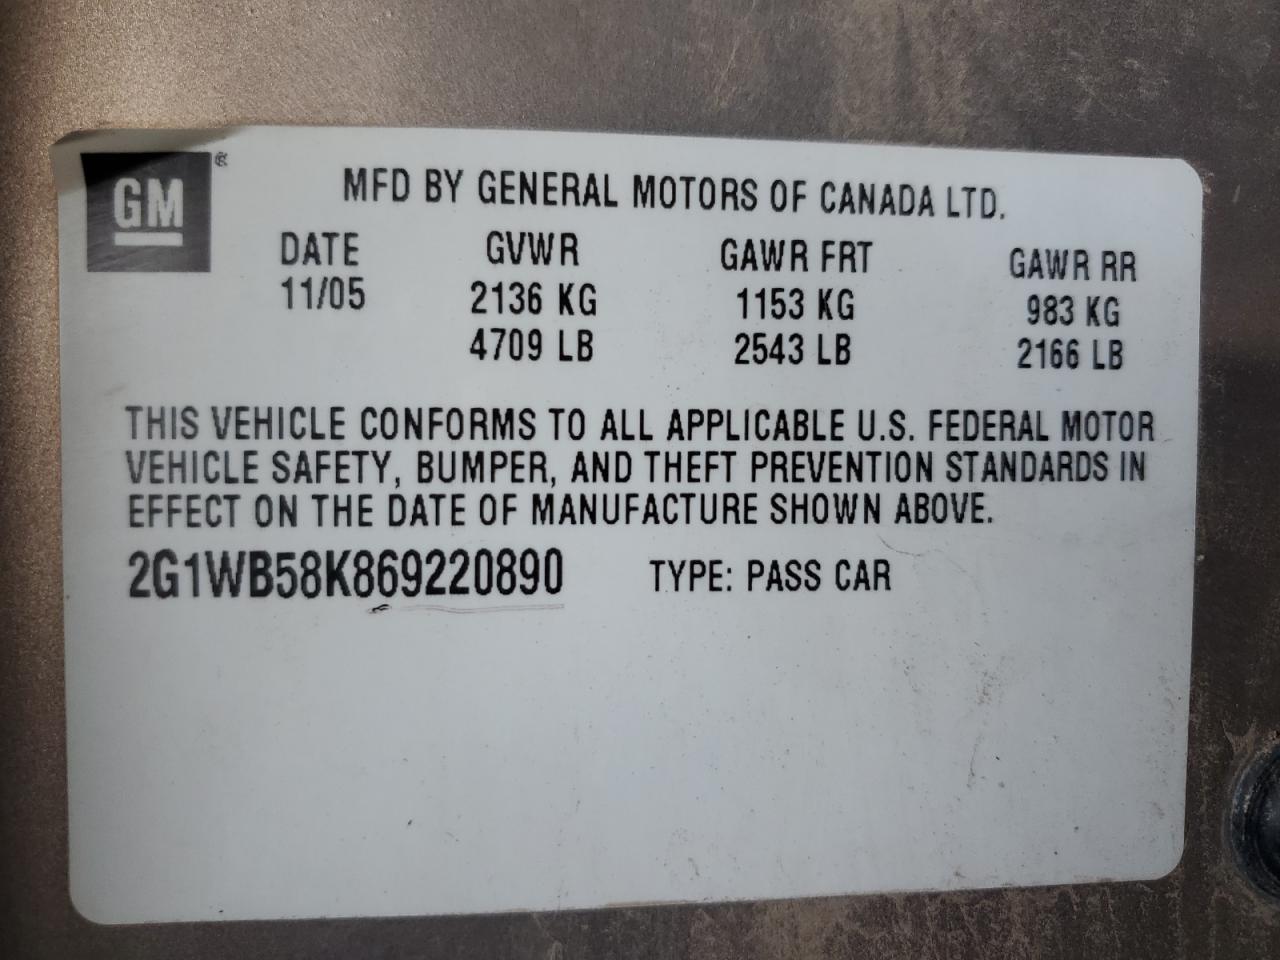 GM
MFD BY GENERAL MOTORS OF CANADA LTD.
DATE GVWR GAWR FRT GAWR RR
11/05 2136 KG 1153 KG 983 KG
4709 LB 2543 LB 2166 LB
THIS VEHICLE CONFORMS TO ALL APPLICABLE U.S. FEDERAL MOTOR
VEHICLE SAFETY, BUMPER, AND THEFT PREVENTION STANDARDS IN
EFFECT ON THE DATE OF MANUFACTURE SHOWN ABOVE.
2G1WB58K869220890 TYPE: PASS CAR